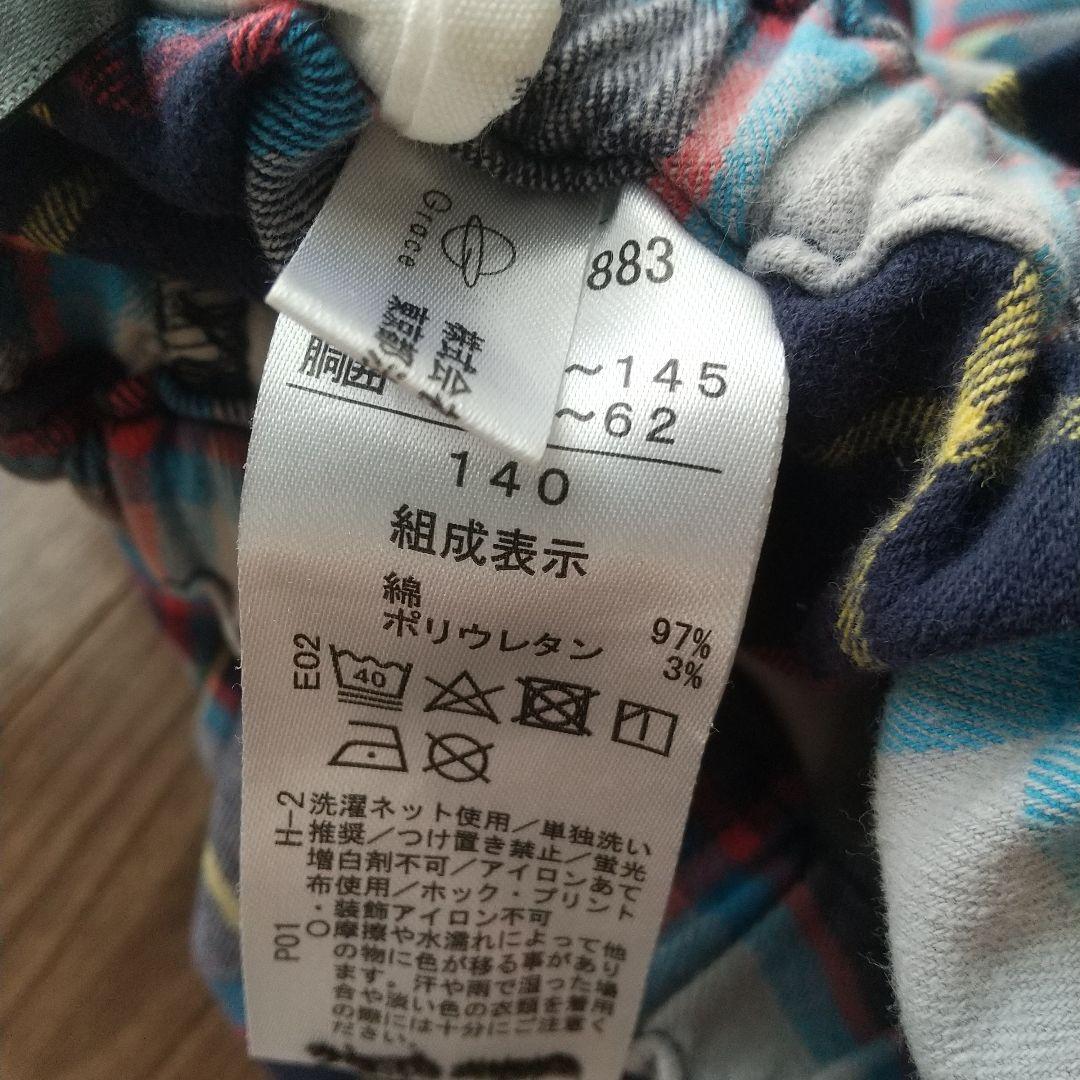 Grace
883
胴囲
～145
～62
140
組成表示
綿 97%
ポリウレタン 3%
E02
40
H-2
洗濯ネット使用／単独洗い
推奨／つけ置き禁止／蛍光
増白剤不可／アイロンあて
布使用／ホック・プリント
・装飾アイロン不可
P01
○摩擦や水濡れによって他
の物に色が移る事があり
ます。汗や雨で湿った場
合や淡い色の衣類を着用
の際には十分にご注意く
ださい。